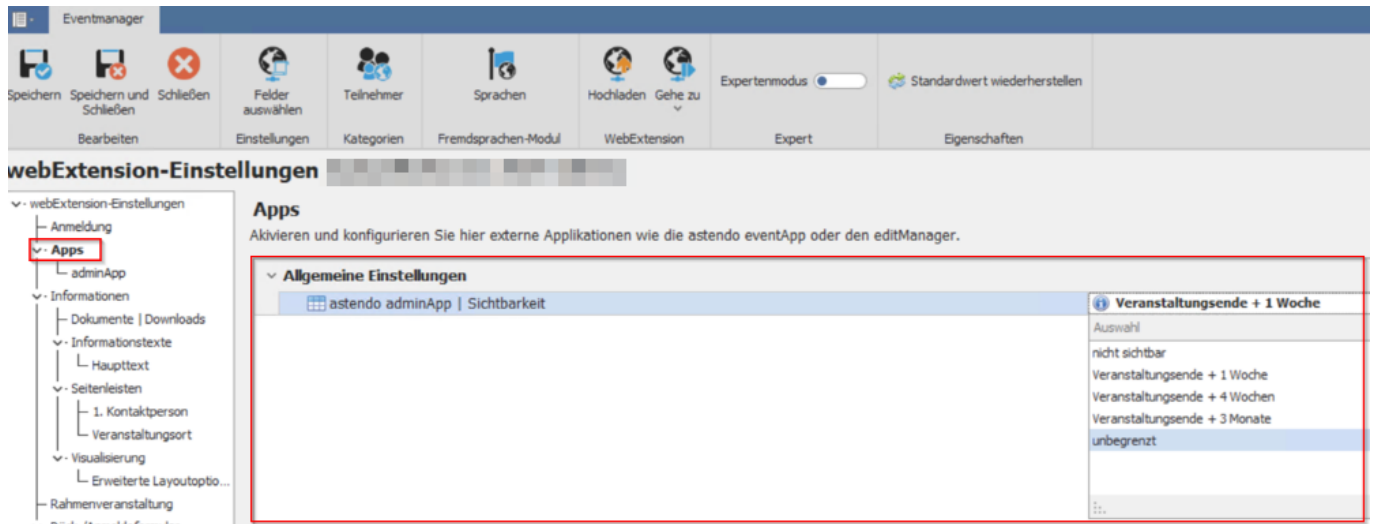 Eventmanager
Speichern
Speichern und Schließen
Schließen
Felder auswählen
Teilnehmer
Sprachen
Hochladen
Gehe zu
Expertenmodus
Standardwert wiederherstellen
Bearbeiten
Einstellungen
Kategorien
Fremdsprachen-Modul
WebExtension
Expert
Eigenschaften
webExtension-Einstellungen
webExtension-Einstellungen
Anmeldung
Apps
adminApp
Informationen
Dokumente | Downloads
Informationstexte
Haupttext
Seitenleisten
1. Kontaktperson
Veranstaltungsort
Visualisierung
Erweiterte Layoutoptio...
Rahmenveranstaltung
Apps
Akivieren und konfigurieren Sie hier externe Applikationen wie die astendo eventApp oder den editManager.
Allgemeine Einstellungen
astendo adminApp | Sichtbarkeit
Veranstaltungsende + 1 Woche
Auswahl
nicht sichtbar
Veranstaltungsende + 1 Woche
Veranstaltungsende + 4 Wochen
Veranstaltungsende + 3 Monate
unbegrenzt